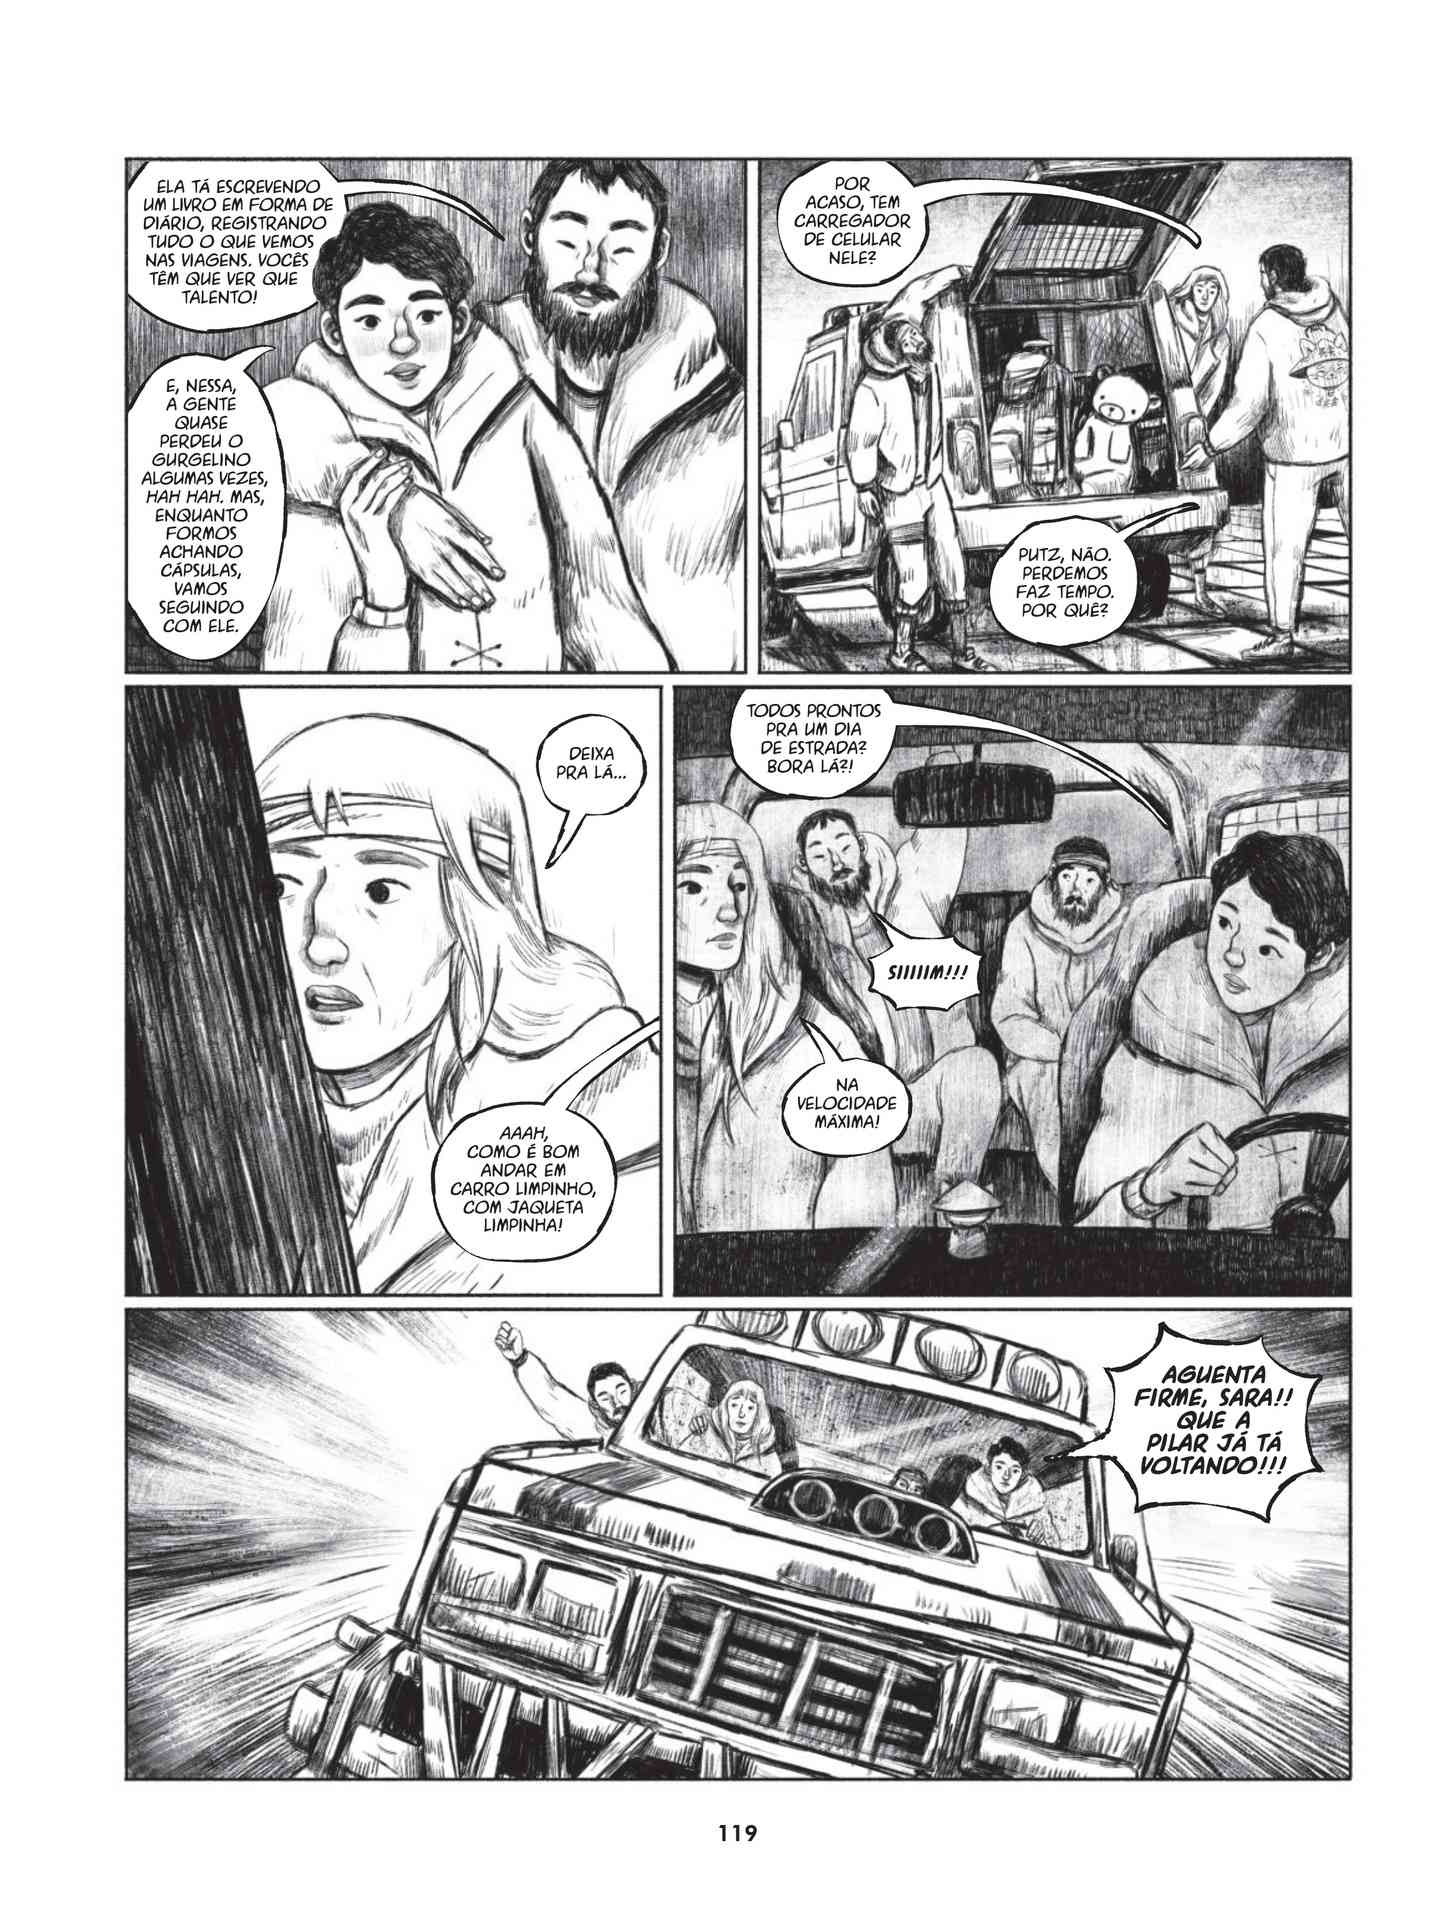 ELA TÁ ESCREVENDO
UM LIVRO EM FORMA DE
DIÁRIO, REGISTRANDO
TUDO O QUE VEMOS
NAS VIAGENS. VOCÊS
TÊM QUE VER QUE
TALENTO!
E, NESSA,
A GENTE
QUASE
PERDEU O
GURGELINO
ALGUMAS VEZES,
HAH HAH. MAS,
ENQUANTO
FORMOS
ACHANDO
CÁPSULAS,
VAMOS
SEGUINDO
COM ELE.
POR
ACASO, TEM
CARREGADOR
DE CELULAR
NELE?
PUTZ, NÃO.
PERDEMOS
FAZ TEMPO.
POR QUÊ?
DEIXA
PRA LÁ...
AAAH,
COMO É BOM
ANDAR EM
CARRO LIMPINHO,
COM JAQUETA
LIMPINHA!
TODOS PRONTOS
PRA UM DIA
DE ESTRADA?
BORA LÁ?!
SIIIIIM!!!
NA
VELOCIDADE
MÁXIMA!
AGUENTA
FIRME, SARA!!
QUE A
PILAR JÁ TÁ
VOLTANDO!!!
119